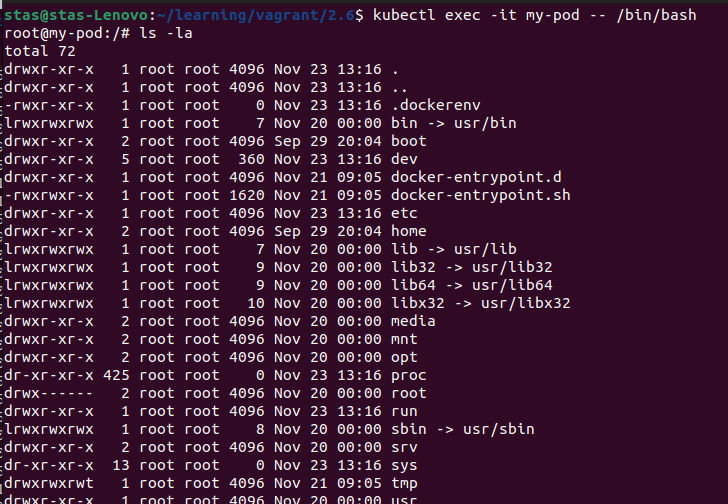 stas@stas-Lenovo:~/learning/vagrant/2.6$ kubectl exec -it my-pod -- /bin/bash
root@my-pod:/# ls -la
total 72
drwxr-xr-x   1 root root 4096 Nov 23 13:16 .
drwxr-xr-x   1 root root 4096 Nov 23 13:16 ..
-rwxr-xr-x   1 root root    0 Nov 23 13:16 .dockerenv
lrwxrwxrwx   1 root root    7 Nov 20 00:00 bin -> usr/bin
drwxr-xr-x   2 root root 4096 Sep 29 20:04 boot
drwxr-xr-x   5 root root  360 Nov 23 13:16 dev
drwxr-xr-x   1 root root 4096 Nov 21 09:05 docker-entrypoint.d
-rwxrwxr-x   1 root root 1620 Nov 21 09:05 docker-entrypoint.sh
drwxr-xr-x   1 root root 4096 Nov 23 13:16 etc
drwxr-xr-x   2 root root 4096 Sep 29 20:04 home
lrwxrwxrwx   1 root root    7 Nov 20 00:00 lib -> usr/lib
lrwxrwxrwx   1 root root    9 Nov 20 00:00 lib32 -> usr/lib32
lrwxrwxrwx   1 root root    9 Nov 20 00:00 lib64 -> usr/lib64
lrwxrwxrwx   1 root root   10 Nov 20 00:00 libx32 -> usr/libx32
drwxr-xr-x   2 root root 4096 Nov 20 00:00 media
drwxr-xr-x   2 root root 4096 Nov 20 00:00 mnt
drwxr-xr-x   2 root root 4096 Nov 20 00:00 opt
dr-xr-xr-x 425 root root    0 Nov 23 13:16 proc
drwx------   2 root root 4096 Nov 20 00:00 root
drwxr-xr-x   1 root root 4096 Nov 23 13:16 run
lrwxrwxrwx   1 root root    8 Nov 20 00:00 sbin -> usr/sbin
drwxr-xr-x   2 root root 4096 Nov 20 00:00 srv
dr-xr-xr-x  13 root root    0 Nov 23 13:16 sys
drwxrwxrwt   1 root root 4096 Nov 21 09:05 tmp
drwxr-xr-x   1 root root 4096 Nov 20 00:00 usr